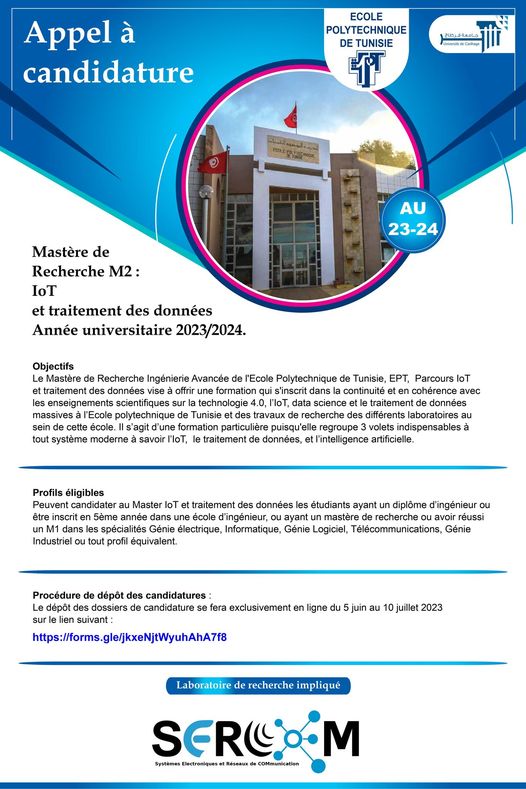 Appel à
candidature
ECOLE
POLYTECHNIQUE
DE TUNISIE
Université de Carthage
AU
23-24
Mastère de
Recherche M2 :
IoT
et traitement des données
Année universitaire 2023/2024.
Objectifs
Le Mastère de Recherche Ingénierie Avancée de l'Ecole Polytechnique de Tunisie, EPT, Parcours IoT
et traitement des données vise à offrir une formation qui s'inscrit dans la continuité et en cohérence avec
les enseignements scientifiques sur la technologie 4.0, l'IoT, data science et le traitement de données
massives à l'Ecole polytechnique de Tunisie et des travaux de recherche des différents laboratoires au
sein de cette école. Il s'agit d'une formation particulière puisqu'elle regroupe 3 volets indispensables à
tout système moderne à savoir l'IoT, le traitement de données, et l'intelligence artificielle.
Profils éligibles
Peuvent candidater au Master IoT et traitement des données les étudiants ayant un diplôme d'ingénieur ou
être inscrit en 5ème année dans une école d'ingénieur, ou ayant un mastère de recherche ou avoir réussi
un M1 dans les spécialités Génie électrique, Informatique, Génie Logiciel, Télécommunications, Génie
Industriel ou tout profil équivalent.
Procédure de dépôt des candidatures :
Le dépôt des dossiers de candidature se fera exclusivement en ligne du 5 juin au 10 juillet 2023
sur le lien suivant :
https://forms.gle/jkxeNjtWyuhAhA7f8
Laboratoire de recherche impliqué
SERCOM
Systèmes Electroniques et Réseaux de COMmunication